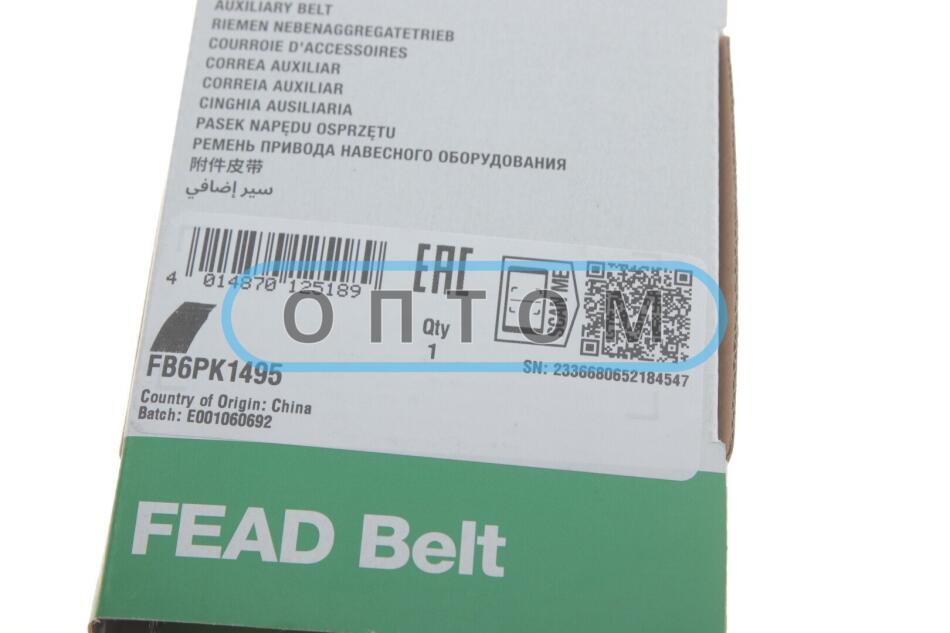 AUXILIARY BELT
RIEMEN NEBENAGGREGATETRIEB
COURROIE D'ACCESSOIRES
CORREA AUXILIAR
CORREIA AUXILIAR
CINGHIA AUSILIARIA
PASEK NAPĘDU OSPRZĘTU
РЕМЕНЬ ПРИВОДА НАВЕСНОГО ОБОРУДОВАНИЯ
附件皮带
سير إضافي
4 014870 125189
EAC
Qty
1
SCAN ME
ОПТОМ
FB6PK1495
SN: 2336680652184547
Country of Origin: China
Batch: E001060692
FEAD Belt